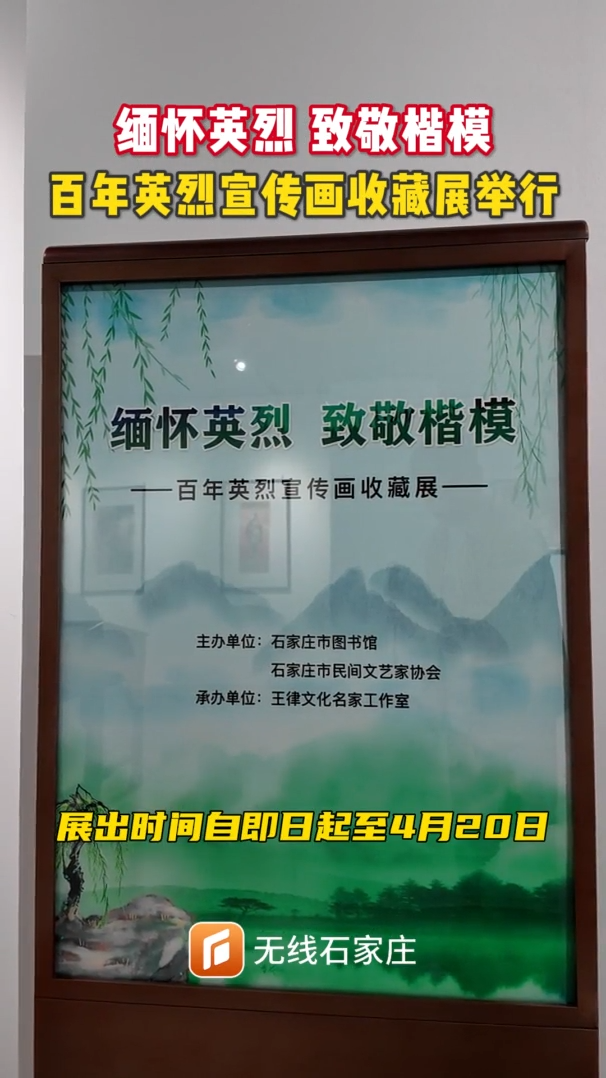 缅怀英烈 致敬楷模
百年英烈宣传画收藏展举行
缅怀英烈 致敬楷模
——百年英烈宣传画收藏展——
主办单位：石家庄市图书馆
石家庄市民间文艺家协会
承办单位：王律文化名家工作室
展出时间自即日起至4月20日
无线石家庄